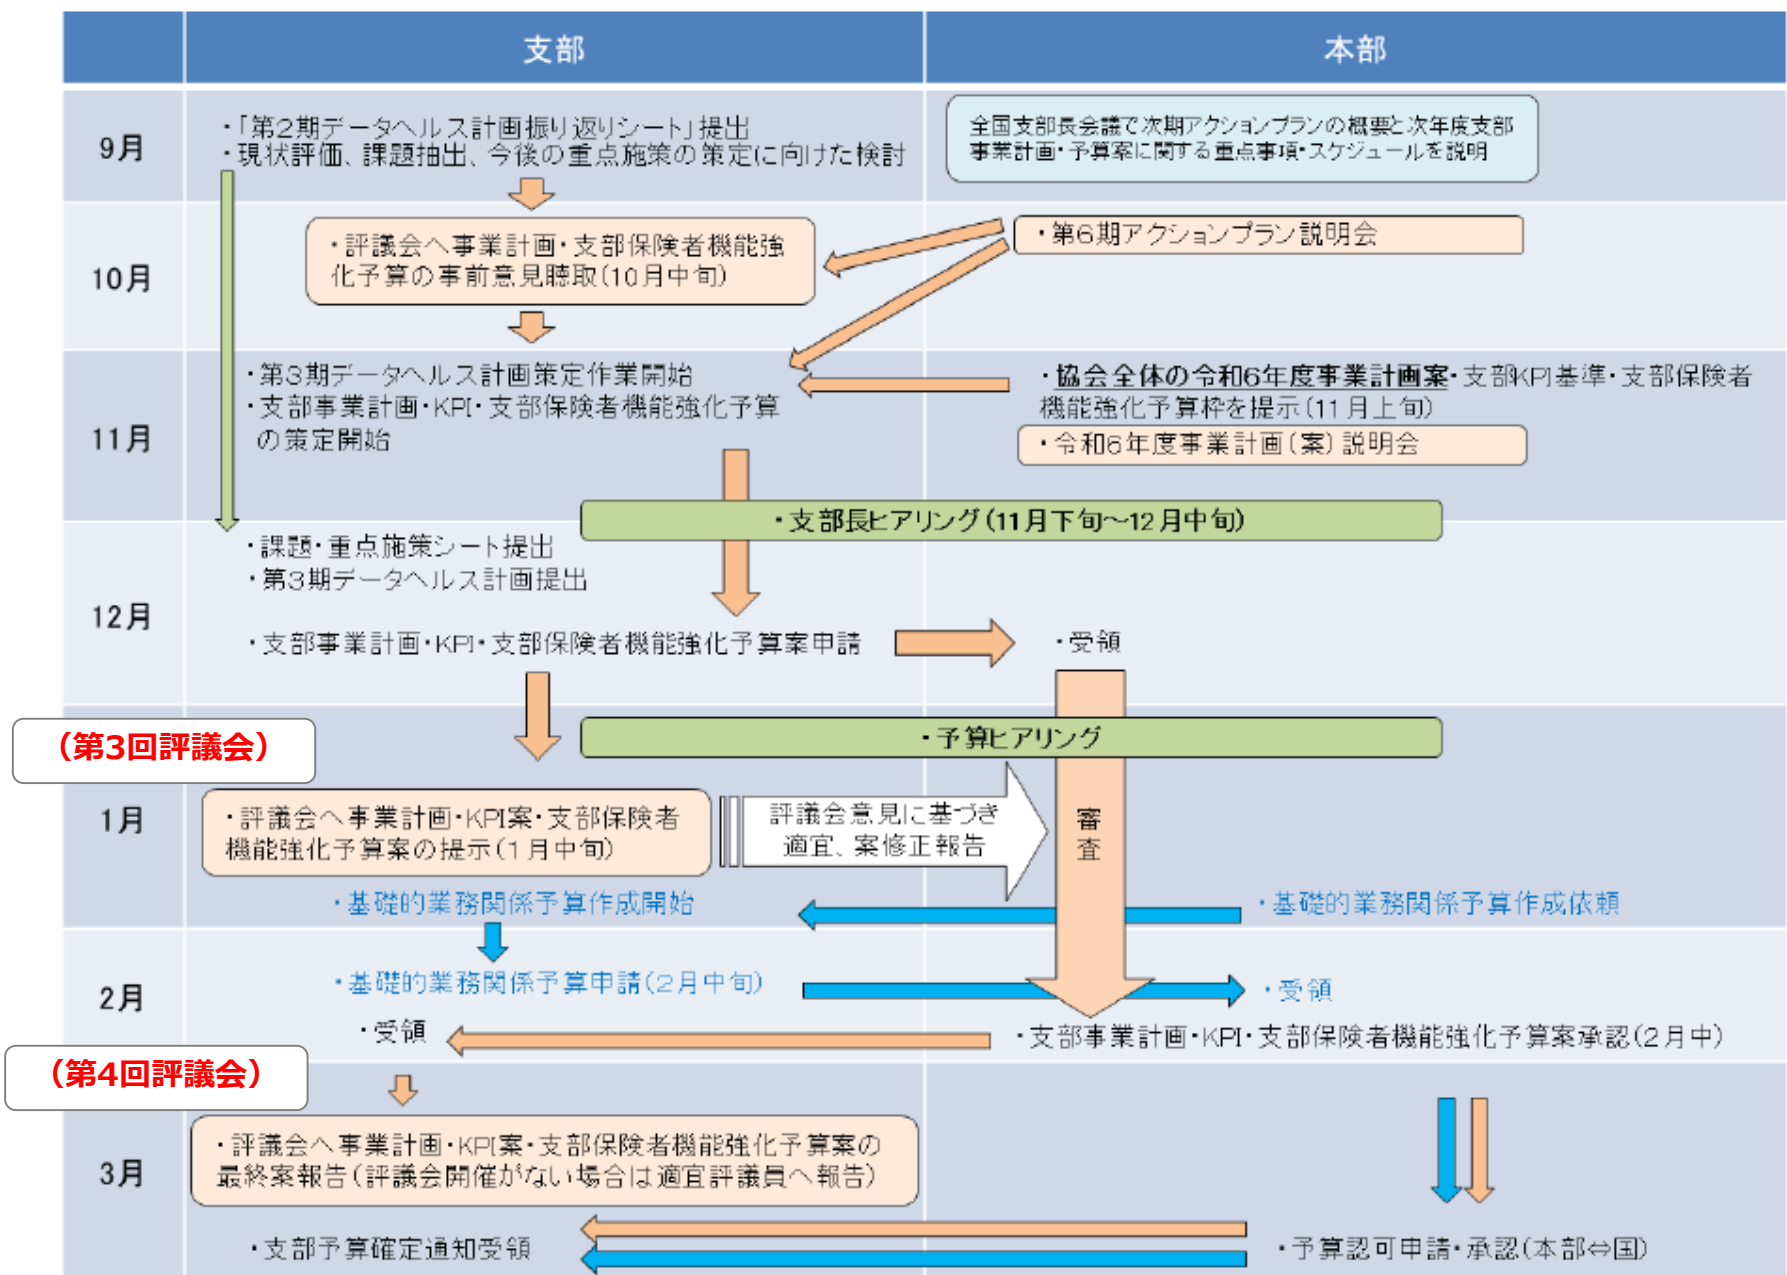 支部
本部
9月
・「第2期データヘルス計画振り返りシート」提出
・現状評価、課題抽出、今後の重点施策の策定に向けた検討
全国支部長会議で次期アクションプランの概要と次年度支部
事業計画・予算案に関する重点事項・スケジュールを説明
10月
・評議会へ事業計画・支部保険者機能強
化予算の事前意見聴取(10月中旬)
・第6期アクションプラン説明会
11月
・第3期データヘルス計画策定作業開始
・支部事業計画・KPI・支部保険者機能強化予算
の策定開始
・協会全体の令和6年度事業計画案・支部KPI基準・支部保険者
機能強化予算枠を提示(11月上旬)
・令和6年度事業計画(案)説明会
・支部長ヒアリング(11月下旬～12月中旬)
12月
・課題・重点施策シート提出
・第3期データヘルス計画提出
・支部事業計画・KPI・支部保険者機能強化予算案申請
・受領
(第3回評議会)
・予算ヒアリング
1月
・評議会へ事業計画・KPI案・支部保険者
機能強化予算案の提示(1月中旬)
評議会意見に基づき
適宜、案修正報告
審
査
・基礎的業務関係予算作成開始
・基礎的業務関係予算作成依頼
2月
・基礎的業務関係予算申請(2月中旬)
・受領
・受領
・支部事業計画・KPI・支部保険者機能強化予算案承認(2月中)
(第4回評議会)
3月
・評議会へ事業計画・KPI案・支部保険者機能強化予算案の
最終案報告(評議会開催がない場合は適宜評議員へ報告)
・支部予算確定通知受領
・予算認可申請・承認(本部⇔国)